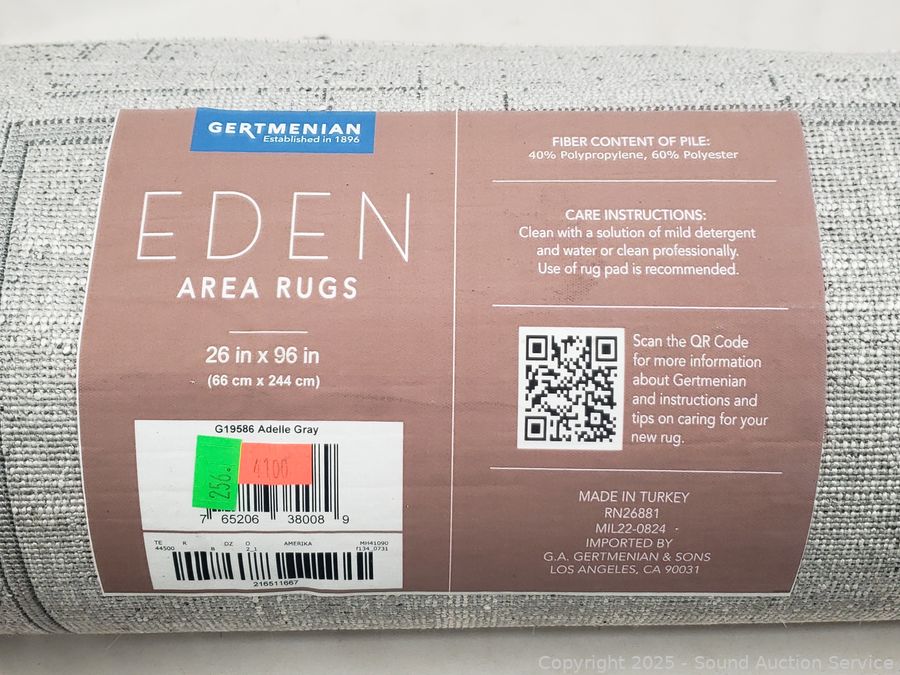 GERTMENIAN
Established in 1896
EDEN
AREA RUGS
26 in x 96 in
(66 cm x 244 cm)
G19586 Adelle Gray
256.
4100
7 65206 38008 9
TE R DZ O AMERIKA MH41090
44500 B 2_1 f134_0731
216511667
FIBER CONTENT OF PILE:
40% Polypropylene, 60% Polyester
CARE INSTRUCTIONS:
Clean with a solution of mild detergent
and water or clean professionally.
Use of rug pad is recommended.
Scan the QR Code
for more information
about Gertmenian
and instructions and
tips on caring for your
new rug.
MADE IN TURKEY
RN26881
MIL22-0824
IMPORTED BY
G.A. GERTMENIAN & SONS
LOS ANGELES, CA 90031
Copyright 2025 - Sound Auction Service